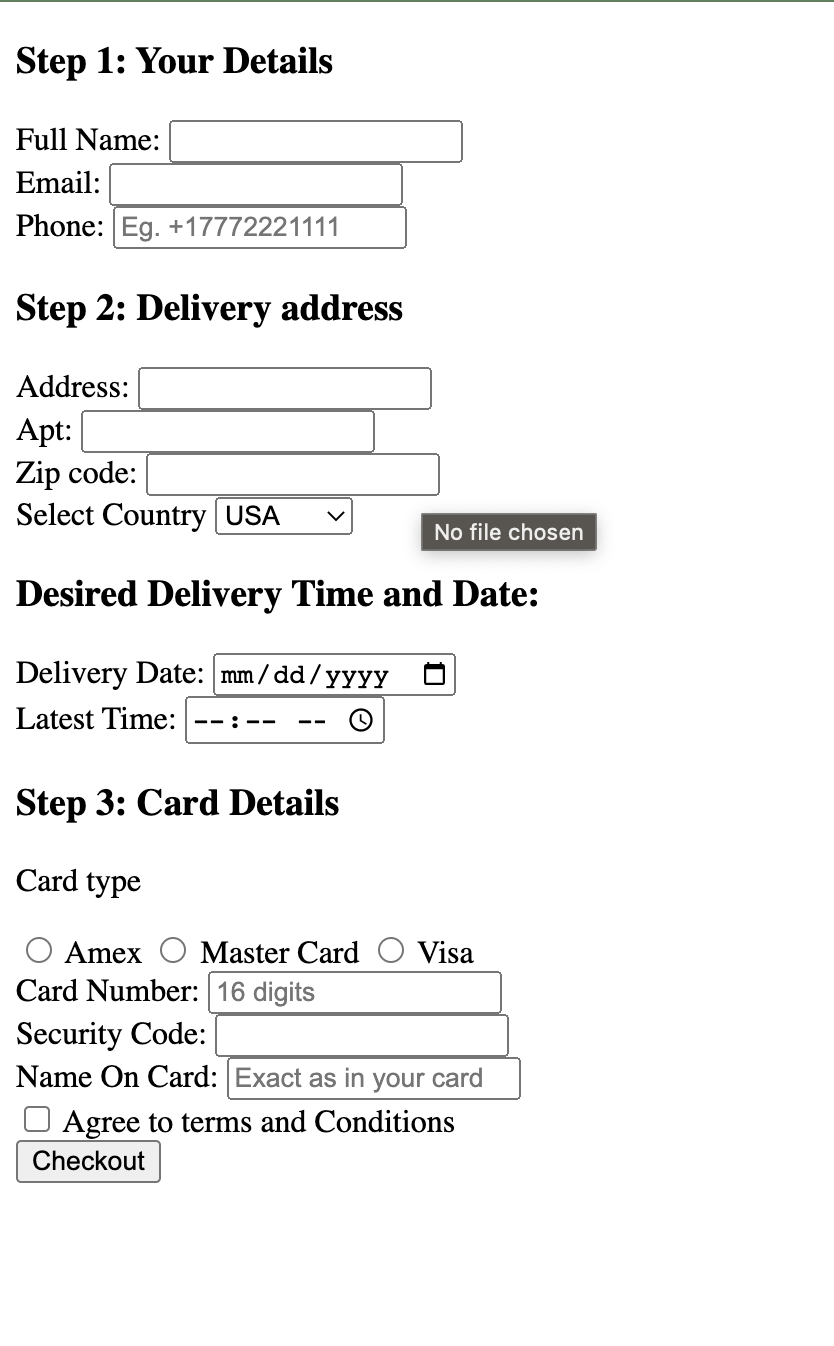 Step 1: Your Details
Full Name:
Email:
Phone: Eg. +17772221111
Step 2: Delivery address
Address:
Apt:
Zip code:
Select Country USA
No file chosen
Desired Delivery Time and Date:
Delivery Date: mm/dd/yyyy
Latest Time: --:-- --
Step 3: Card Details
Card type
Amex Master Card Visa
Card Number: 16 digits
Security Code:
Name On Card: Exact as in your card
Agree to terms and Conditions
Checkout